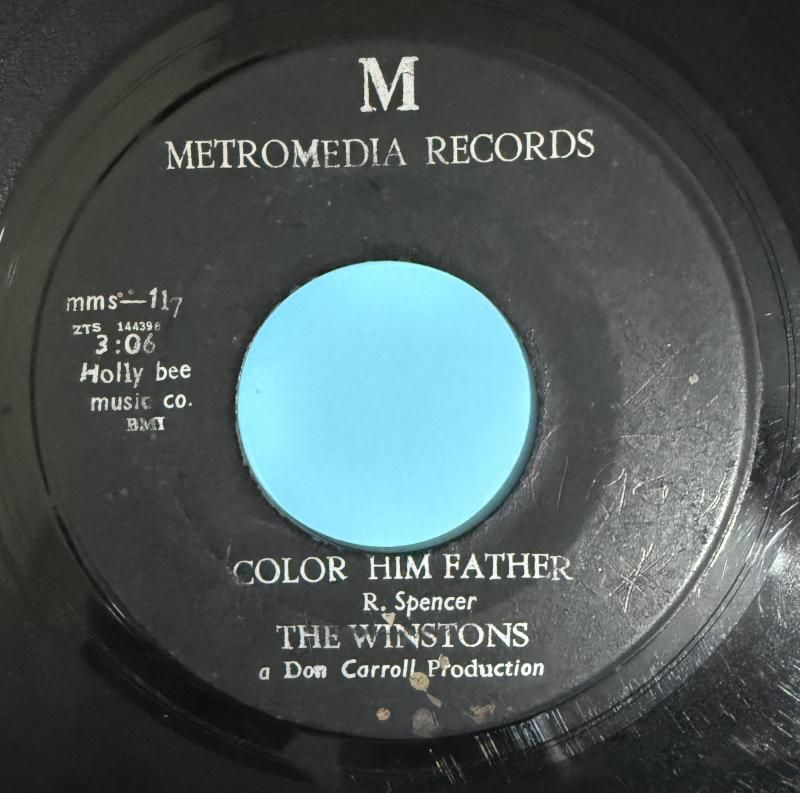 M
METROMEDIA RECORDS
mms-117
ZTS 144398
3:06
Holly bee
music co.
BMI
COLOR HIM FATHER
R. Spencer
THE WINSTONS
a Don Carroll Production